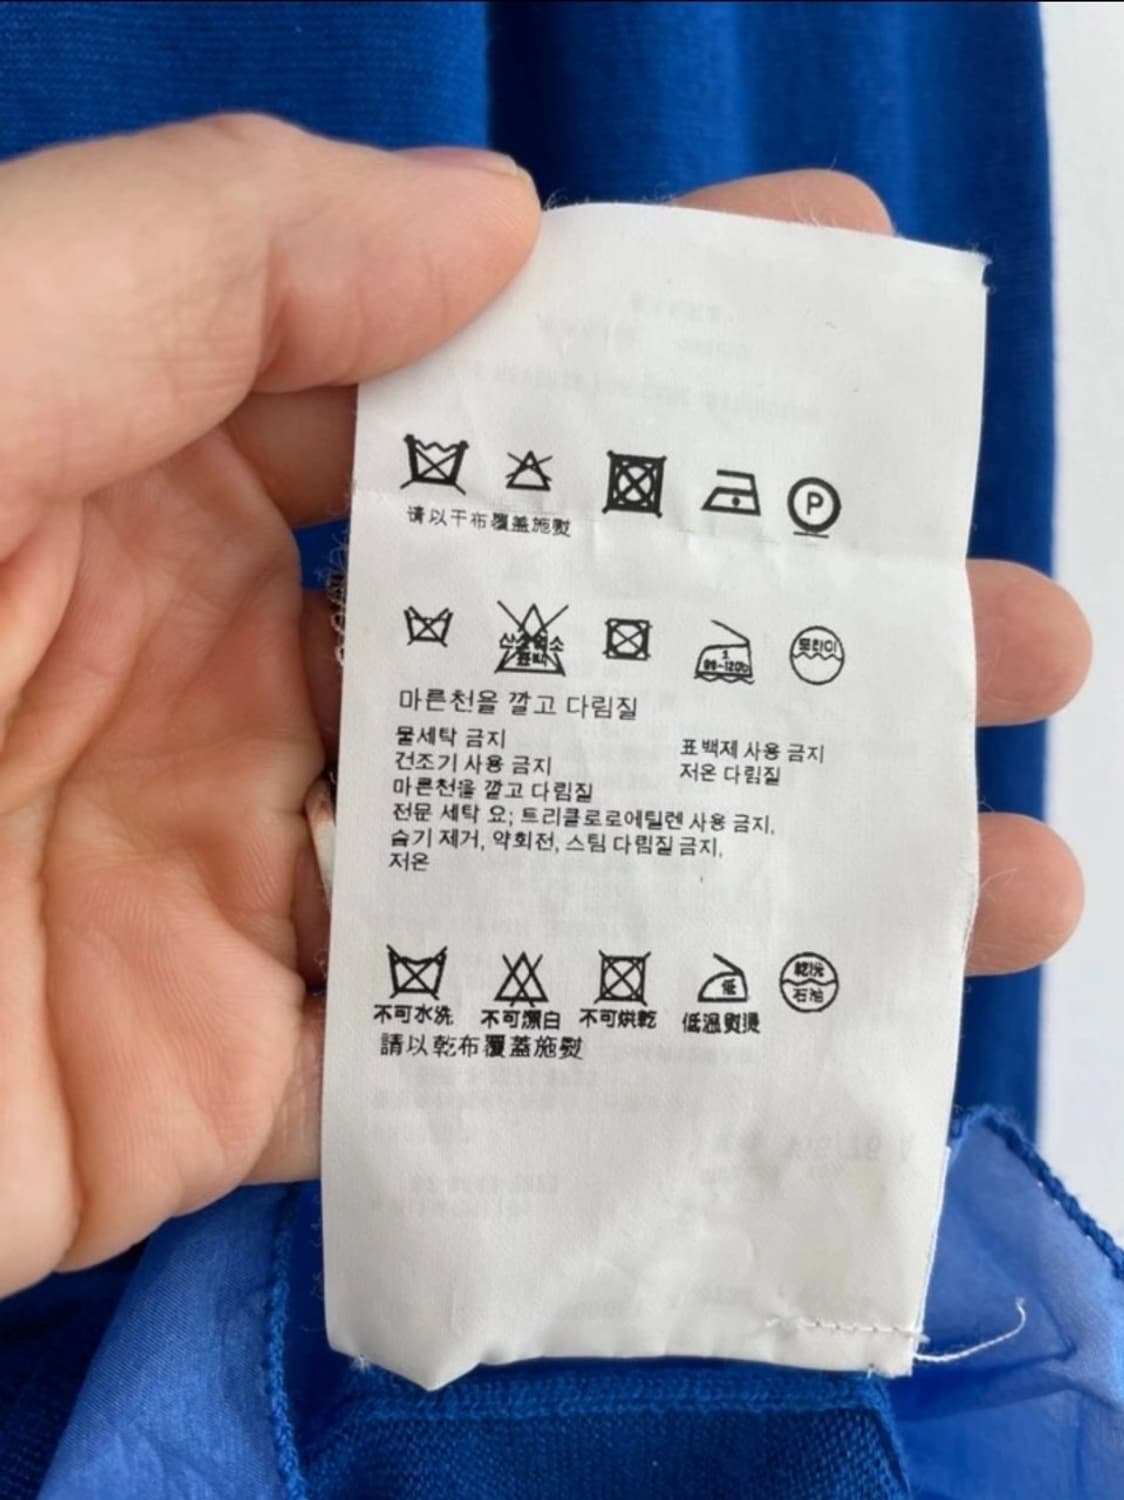 P
请以干布覆盖施熨
마른천을 깔고 다림질
물세탁 금지 표백제 사용 금지
건조기 사용 금지 저온 다림질
마른천을 깔고 다림질
전문 세탁 요; 트리클로로에틸렌 사용 금지,
습기 제거, 약회전, 스팀 다림질 금지,
저온
低 乾洗
石油
不可水洗 不可漂白 不可烘乾 低温熨燙
請以乾布覆蓋施熨